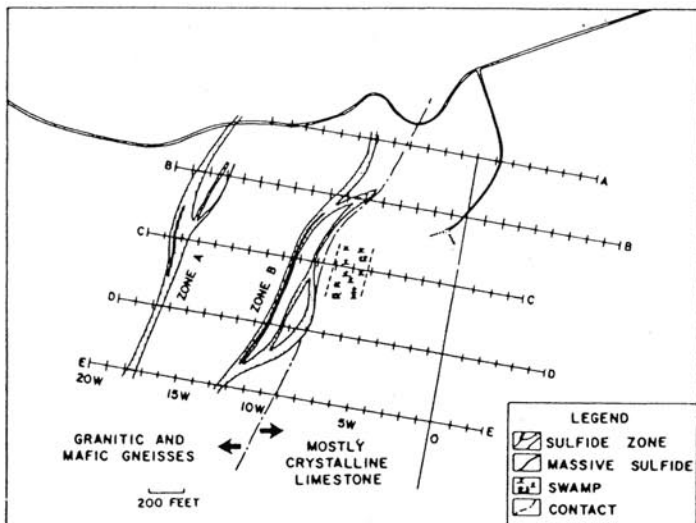 A
B
B
C
ZONE A
ZONE B
C
D
D
E
20W
15W
10W
5W
O
E
GRANITIC AND
MAFIC GNEISSES
MOSTLY
CRYSTALLINE
LIMESTONE
200 FEET
LEGEND
SULFIDE ZONE
MASSIVE SULFIDE
SWAMP
CONTACT